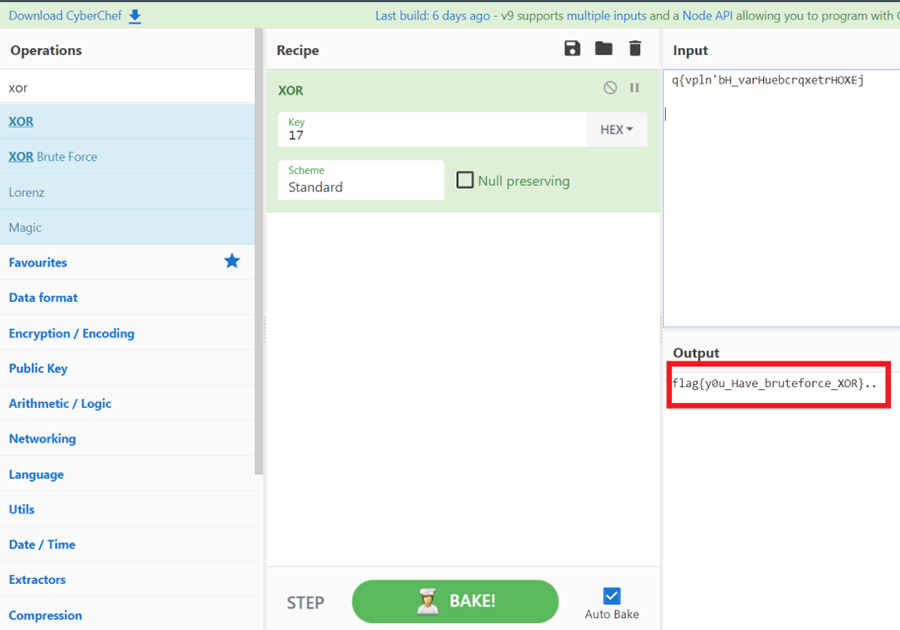 Download CyberChef
Last build: 6 days ago - v9 supports multiple inputs and a Node API allowing you to program with C
Operations
xor
XOR
XOR Brute Force
Lorenz
Magic
Favourites
Data format
Encryption / Encoding
Public Key
Arithmetic / Logic
Networking
Language
Utils
Date / Time
Extractors
Compression
Recipe
XOR
Key
17
HEX
Scheme
Standard
Null preserving
STEP
BAKE!
Auto Bake
Input
q{vpln'bH_varHuebcrqxetrHOXEj
Output
flag{y0u_Have_bruteforce_XOR}..